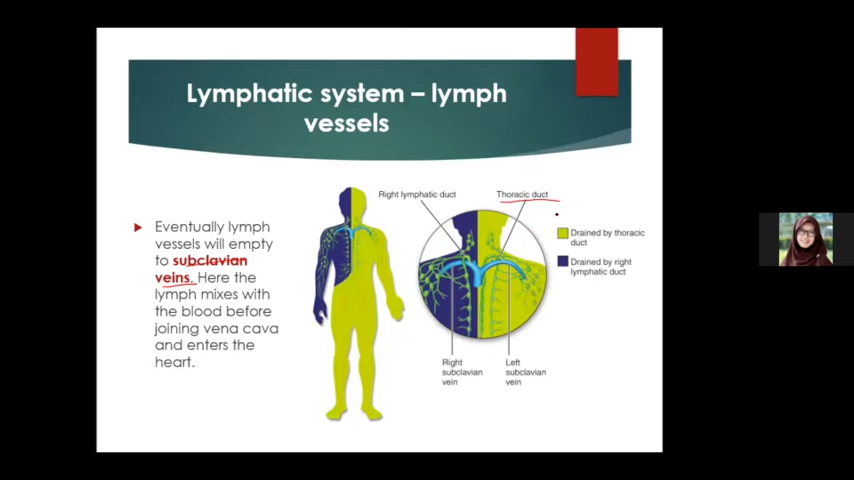 Lymphatic system – lymph
vessels
Eventually lymph
vessels will empty
to subclavian
veins. Here the
lymph mixes with
the blood before
joining vena cava
and enters the
heart.
Right lymphatic duct
Thoracic duct
Drained by thoracic
duct
Drained by right
lymphatic duct
Right
subclavian
vein
Left
subclavian
vein